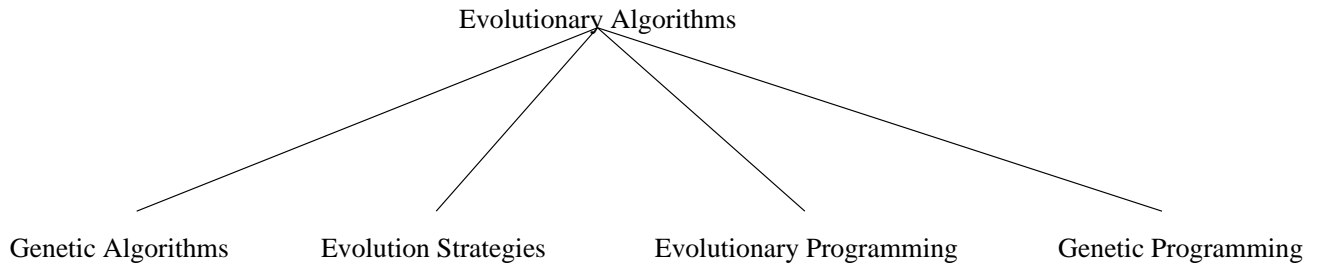 Evolutionary Algorithms
Genetic Algorithms Evolution Strategies Evolutionary Programming Genetic Programming